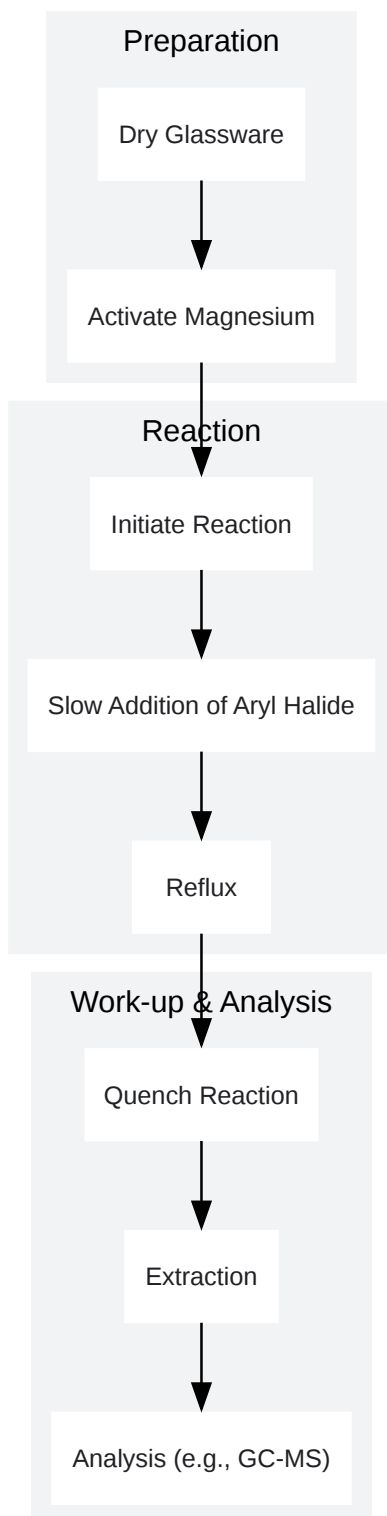 Preparation
Dry Glassware
Activate Magnesium
Reaction
Initiate Reaction
Slow Addition of Aryl Halide
Reflux
Work-up & Analysis
Quench Reaction
Extraction
Analysis (e.g., GC-MS)